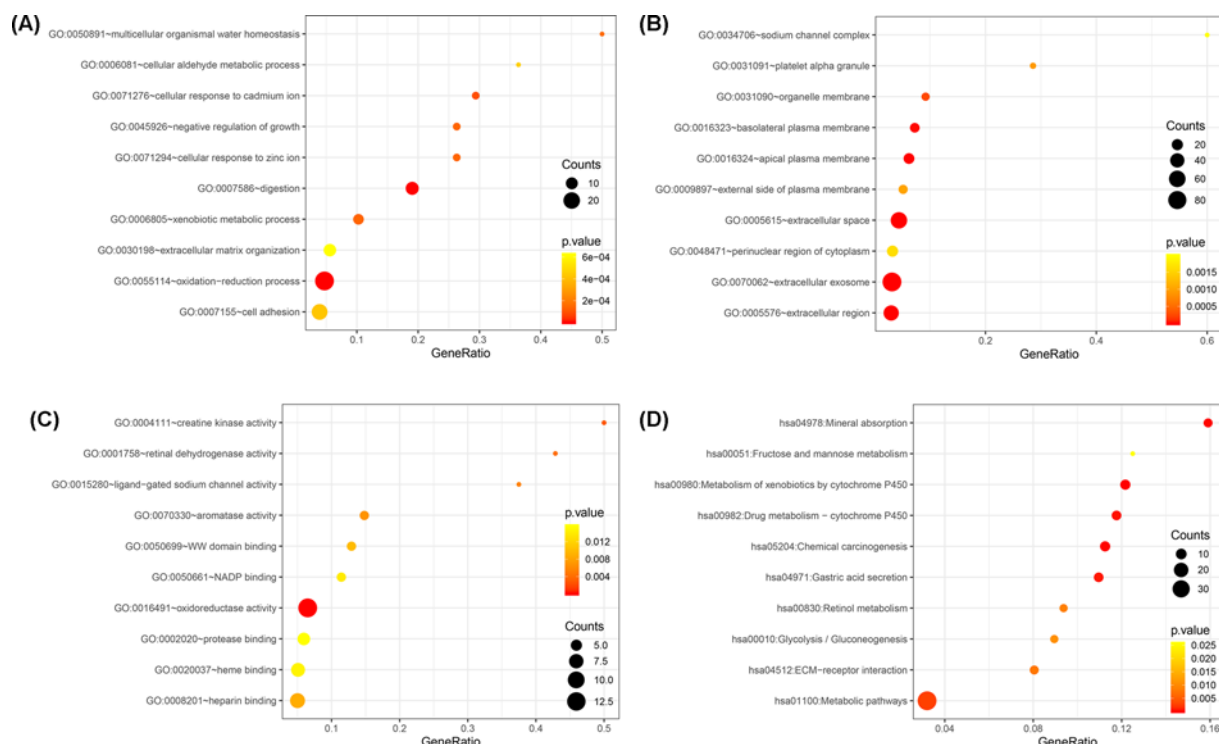 (A)
GO:0050891~multicellular organismal water homeostasis
GO:0006081~cellular aldehyde metabolic process
GO:0071276~cellular response to cadmium ion
GO:0045926~negative regulation of growth
GO:0071294~cellular response to zinc ion
GO:0007586~digestion
GO:0006805~xenobiotic metabolic process
GO:0030198~extracellular matrix organization
GO:0055114~oxidation-reduction process
GO:0007155~cell adhesion
0.1 0.2 0.3 0.4 0.5
GeneRatio
Counts
10
20
p.value
6e-04
4e-04
2e-04
(B)
GO:0034706~sodium channel complex
GO:0031091~platelet alpha granule
GO:0031090~organelle membrane
GO:0016323~basolateral plasma membrane
GO:0016324~apical plasma membrane
GO:0009897~external side of plasma membrane
GO:0005615~extracellular space
GO:0048471~perinuclear region of cytoplasm
GO:0070062~extracellular exosome
GO:0005576~extracellular region
0.2 0.4 0.6
GeneRatio
Counts
20
40
60
80
p.value
0.0015
0.0010
0.0005
(C)
GO:0004111~creatine kinase activity
GO:0001758~retinal dehydrogenase activity
GO:0015280~ligand-gated sodium channel activity
GO:0070330~aromatase activity
GO:0050699~WW domain binding
GO:0050661~NADP binding
GO:0016491~oxidoreductase activity
GO:0002020~protease binding
GO:0020037~heme binding
GO:0008201~heparin binding
0.1 0.2 0.3 0.4 0.5
GeneRatio
p.value
0.012
0.008
0.004
Counts
5.0
7.5
10.0
12.5
(D)
hsa04978:Mineral absorption
hsa00051:Fructose and mannose metabolism
hsa00980:Metabolism of xenobiotics by cytochrome P450
hsa00982:Drug metabolism − cytochrome P450
hsa05204:Chemical carcinogenesis
hsa04971:Gastric acid secretion
hsa00830:Retinol metabolism
hsa00010:Glycolysis / Gluconeogenesis
hsa04512:ECM-receptor interaction
hsa01100:Metabolic pathways
0.04 0.08 0.12 0.16
GeneRatio
Counts
10
20
30
p.value
0.025
0.020
0.015
0.010
0.005